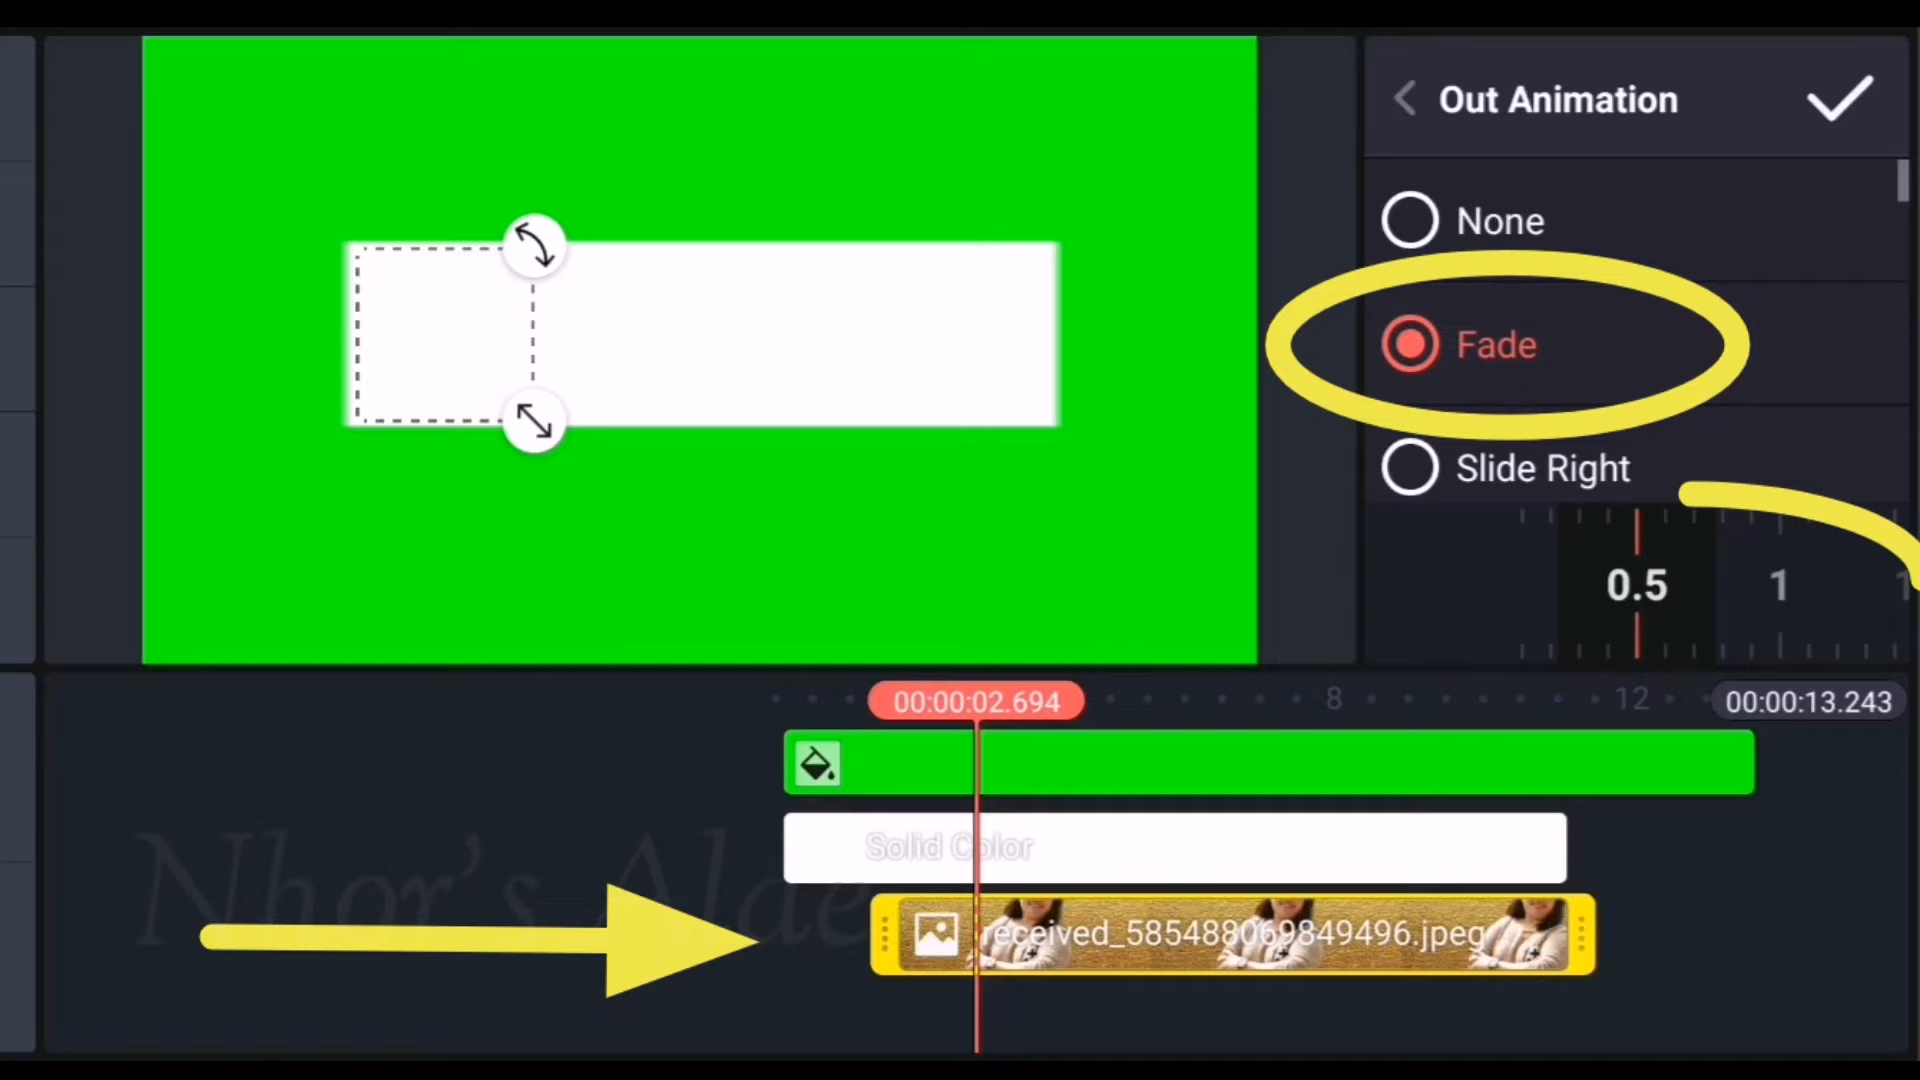 Out Animation
None
Fade
Slide Right
0.5 1
00:00:02.694 8 12 00:00:13.243
Solid Color
Nhor's Alde
received_585488069849496.jpeg